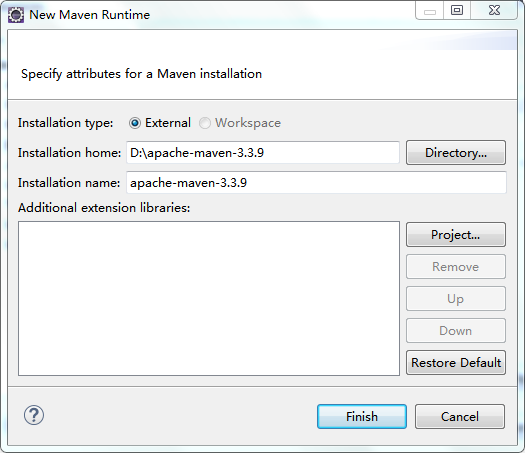 New Maven Runtime
Specify attributes for a Maven installation
Installation type: External Workspace
Installation home: D:\apache-maven-3.3.9 Directory...
Installation name: apache-maven-3.3.9
Additional extension libraries:
Project...
Remove
Up
Down
Restore Default
? Finish Cancel